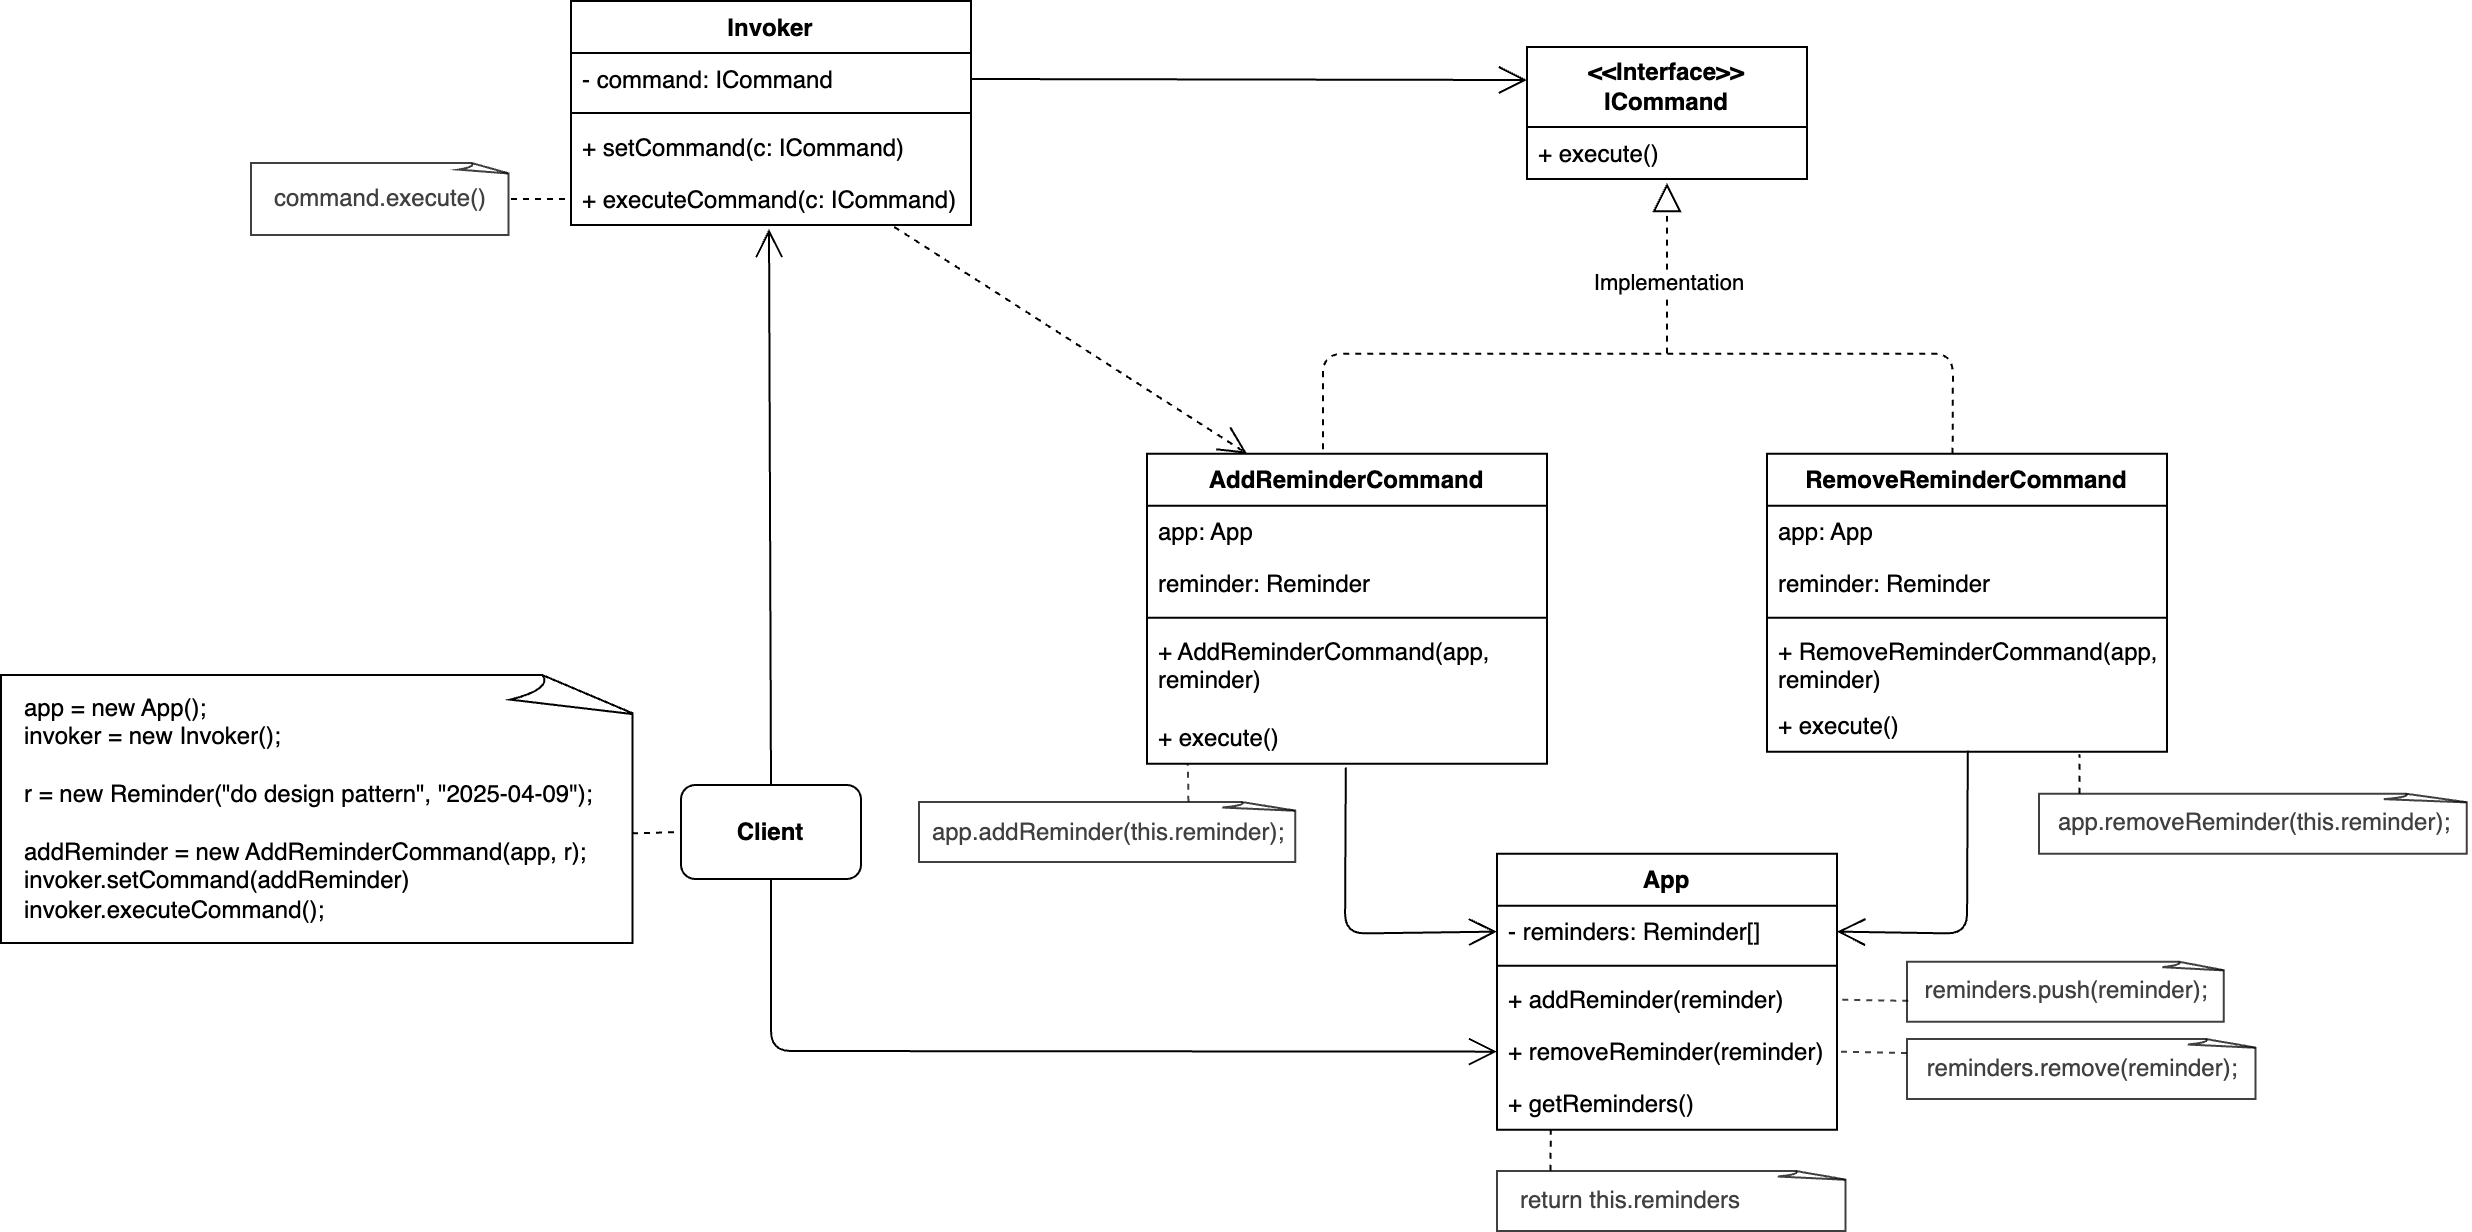 Invoker
- command: ICommand
+ setCommand(c: ICommand)
+ executeCommand(c: ICommand)
command.execute()
<<Interface>>
ICommand
+ execute()
Implementation
AddReminderCommand
app: App
reminder: Reminder
+ AddReminderCommand(app,
reminder)
+ execute()
RemoveReminderCommand
app: App
reminder: Reminder
+ RemoveReminderCommand(app,
reminder)
+ execute()
app = new App();
invoker = new Invoker();
r = new Reminder("do design pattern", "2025-04-09");
addReminder = new AddReminderCommand(app, r);
invoker.setCommand(addReminder)
invoker.executeCommand();
Client
app.addReminder(this.reminder);
app.removeReminder(this.reminder);
App
- reminders: Reminder[]
+ addReminder(reminder)
+ removeReminder(reminder)
+ getReminders()
reminders.push(reminder);
reminders.remove(reminder);
return this.reminders